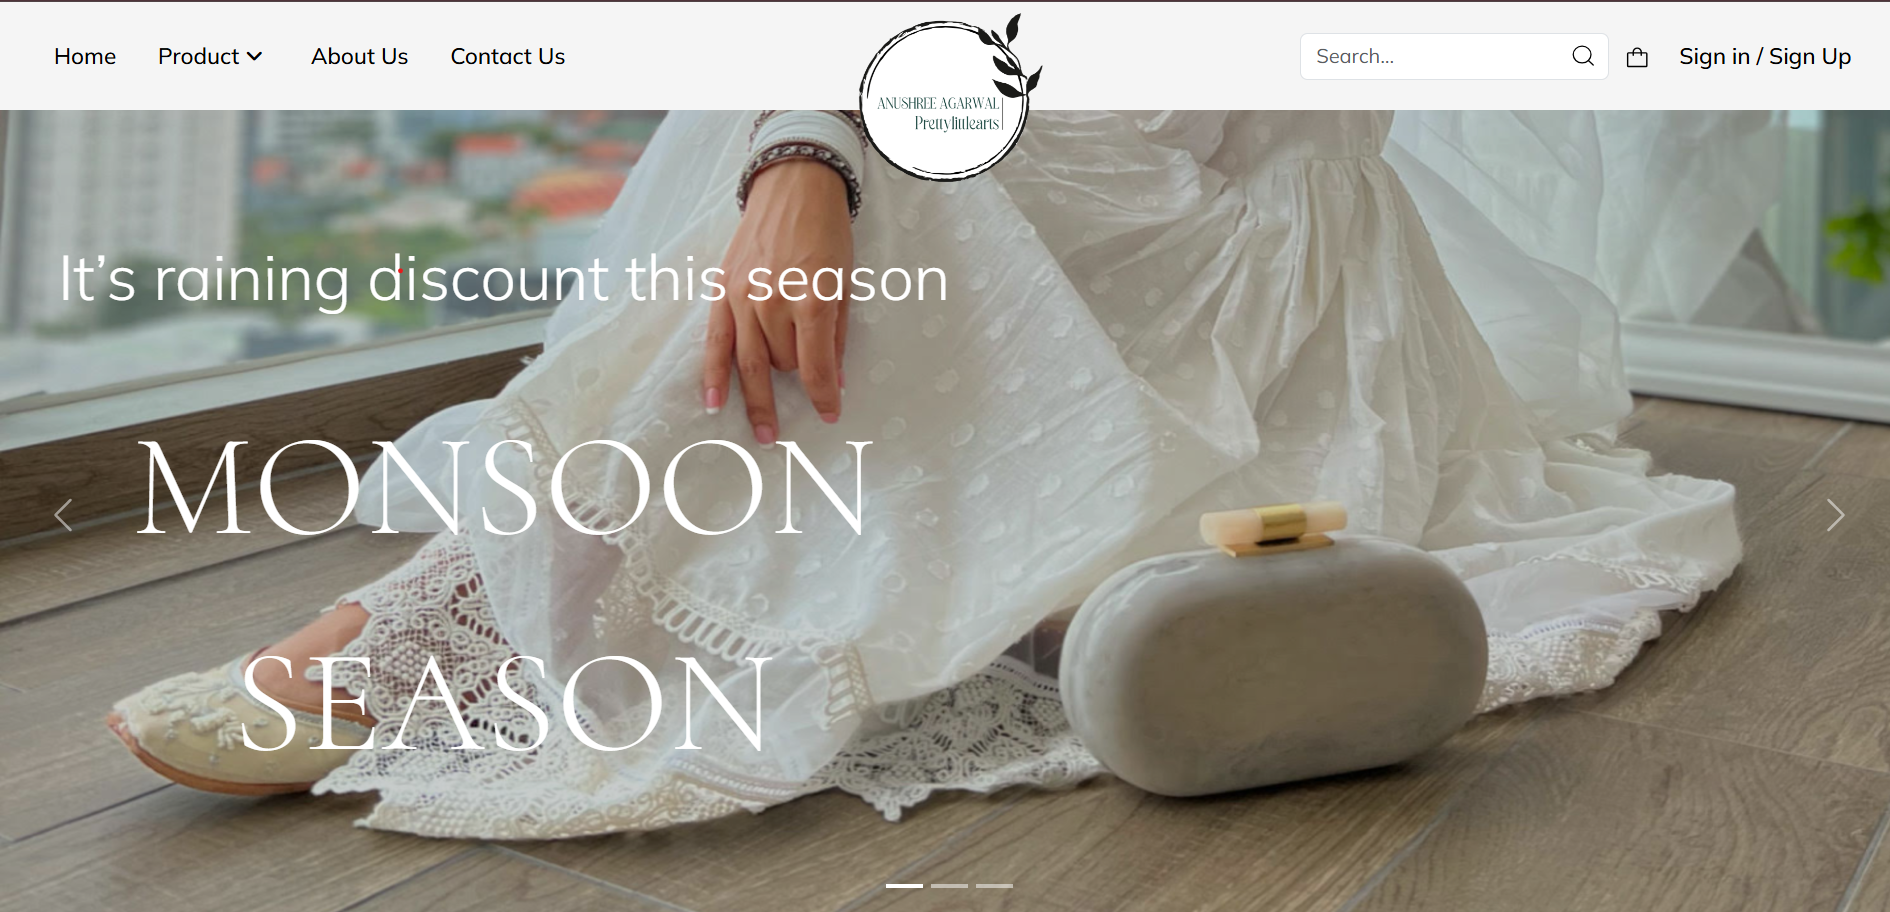 Home Product About Us Contact Us
ANUSHREE AGARWAL
Prettylittlearts
Search...
Sign in / Sign Up
It’s raining discount this season
MONSOON
SEASON